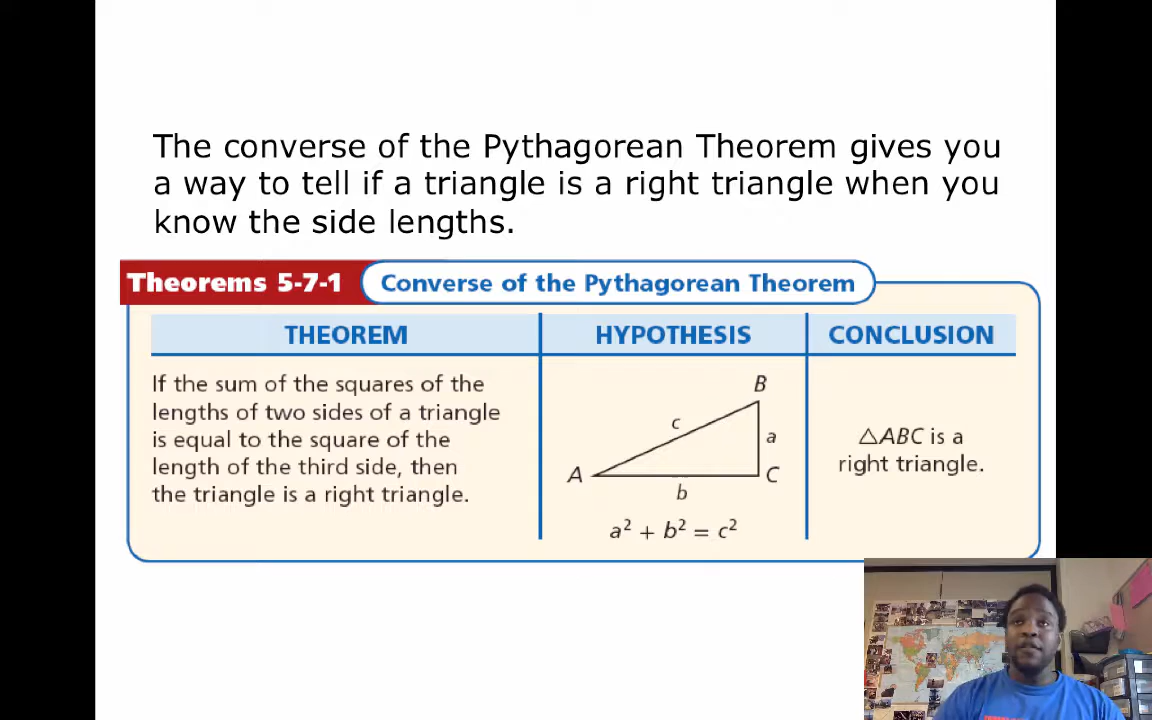 The converse of the Pythagorean Theorem gives you
a way to tell if a triangle is a right triangle when you
know the side lengths.
Theorems 5-7-1 Converse of the Pythagorean Theorem
THEOREM HYPOTHESIS CONCLUSION
If the sum of the squares of the
lengths of two sides of a triangle
is equal to the square of the
length of the third side, then
the triangle is a right triangle.
B
c
a
A
C
b
a² + b² = c²
△ABC is a
right triangle.